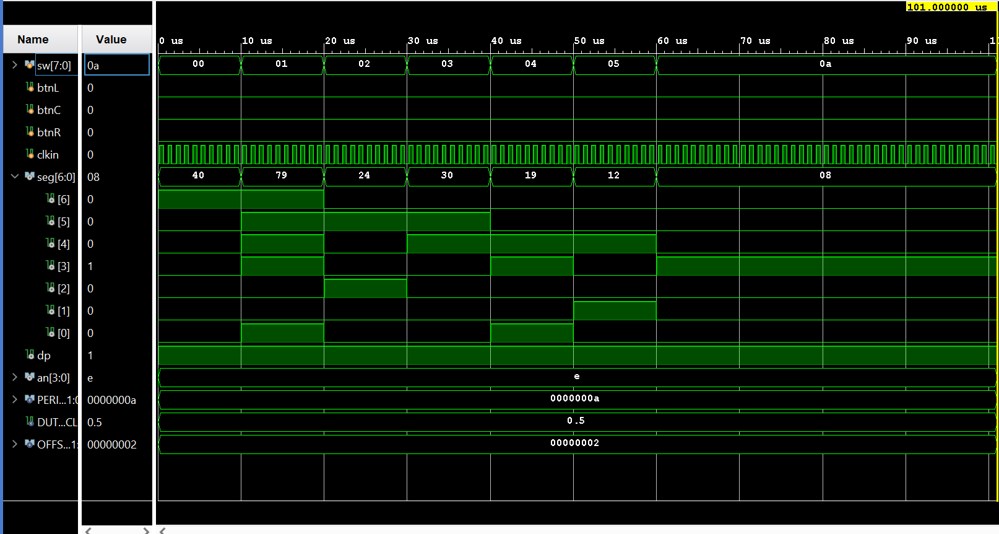 101.000000 us
Name Value
0 us 10 us 20 us 30 us 40 us 50 us 60 us 70 us 80 us 90 us 1
sw[7:0] 0a 00 01 02 03 04 05 0a
btnL 0
btnC 0
btnR 0
clkin 0
seg[6:0] 08 40 79 24 30 19 12 08
[6] 0
[5] 0
[4] 0
[3] 1
[2] 0
[1] 0
[0] 0
dp 1
an[3:0] e e
PERI...1:0 0000000a 0000000a
DUT...CL 0.5 0.5
OFFS...1: 00000002 00000002